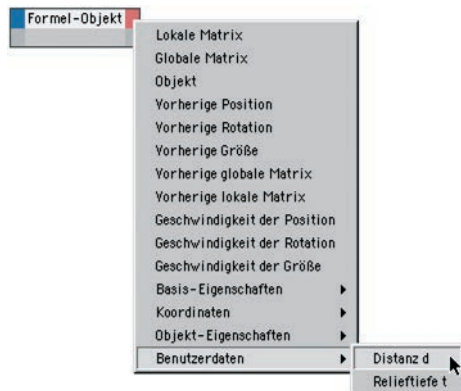 Formel-Objekt
Lokale Matrix
Globale Matrix
Objekt
Vorherige Position
Vorherige Rotation
Vorherige Größe
Vorherige globale Matrix
Vorherige lokale Matrix
Geschwindigkeit der Position
Geschwindigkeit der Rotation
Geschwindigkeit der Größe
Basis-Eigenschaften
Koordinaten
Objekt-Eigenschaften
Benutzerdaten
Distanz d
Relieftiefe t